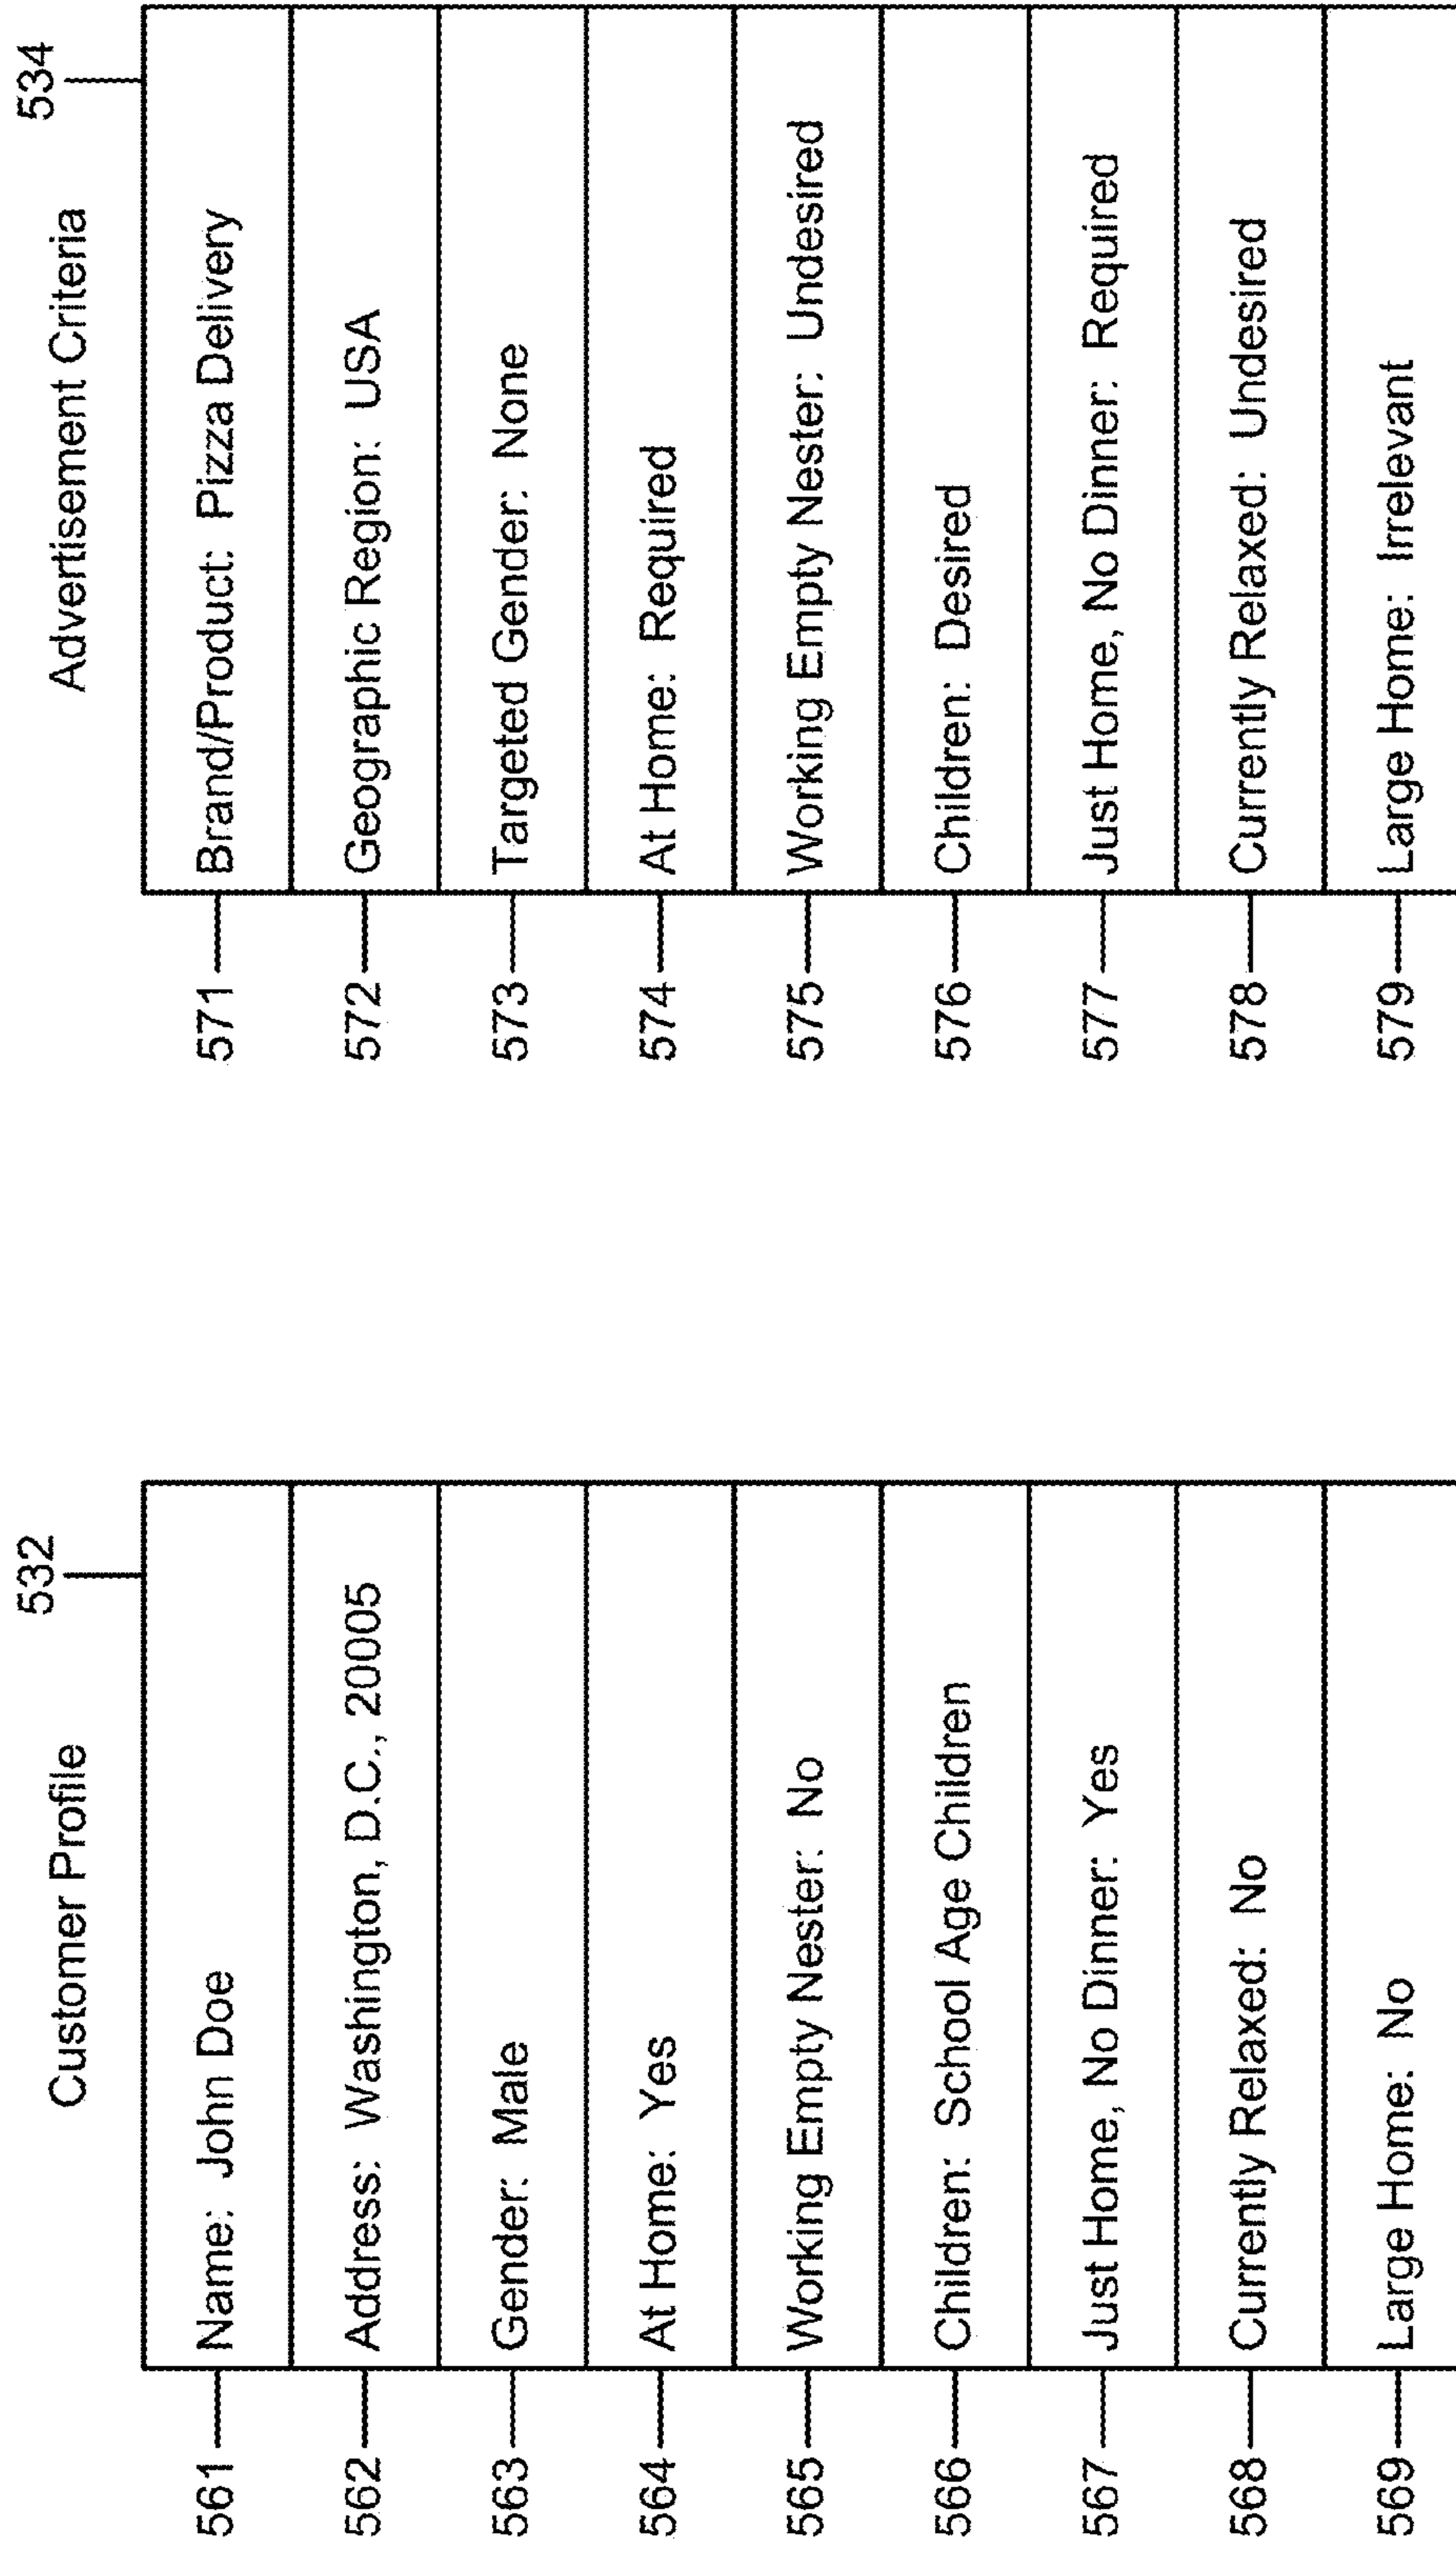 Customer Profile
532
561 Name: John Doe
562 Address: Washington, D.C., 20005
563 Gender: Male
564 At Home: Yes
565 Working Empty Nester: No
566 Children: School Age Children
567 Just Home, No Dinner: Yes
568 Currently Relaxed: No
569 Large Home: No
Advertisement Criteria
534
571 Brand/Product: Pizza Delivery
572 Geographic Region: USA
573 Targeted Gender: None
574 At Home: Required
575 Working Empty Nester: Undesired
576 Children: Desired
577 Just Home, No Dinner: Required
578 Currently Relaxed: Undesired
579 Large Home: Irrelevant